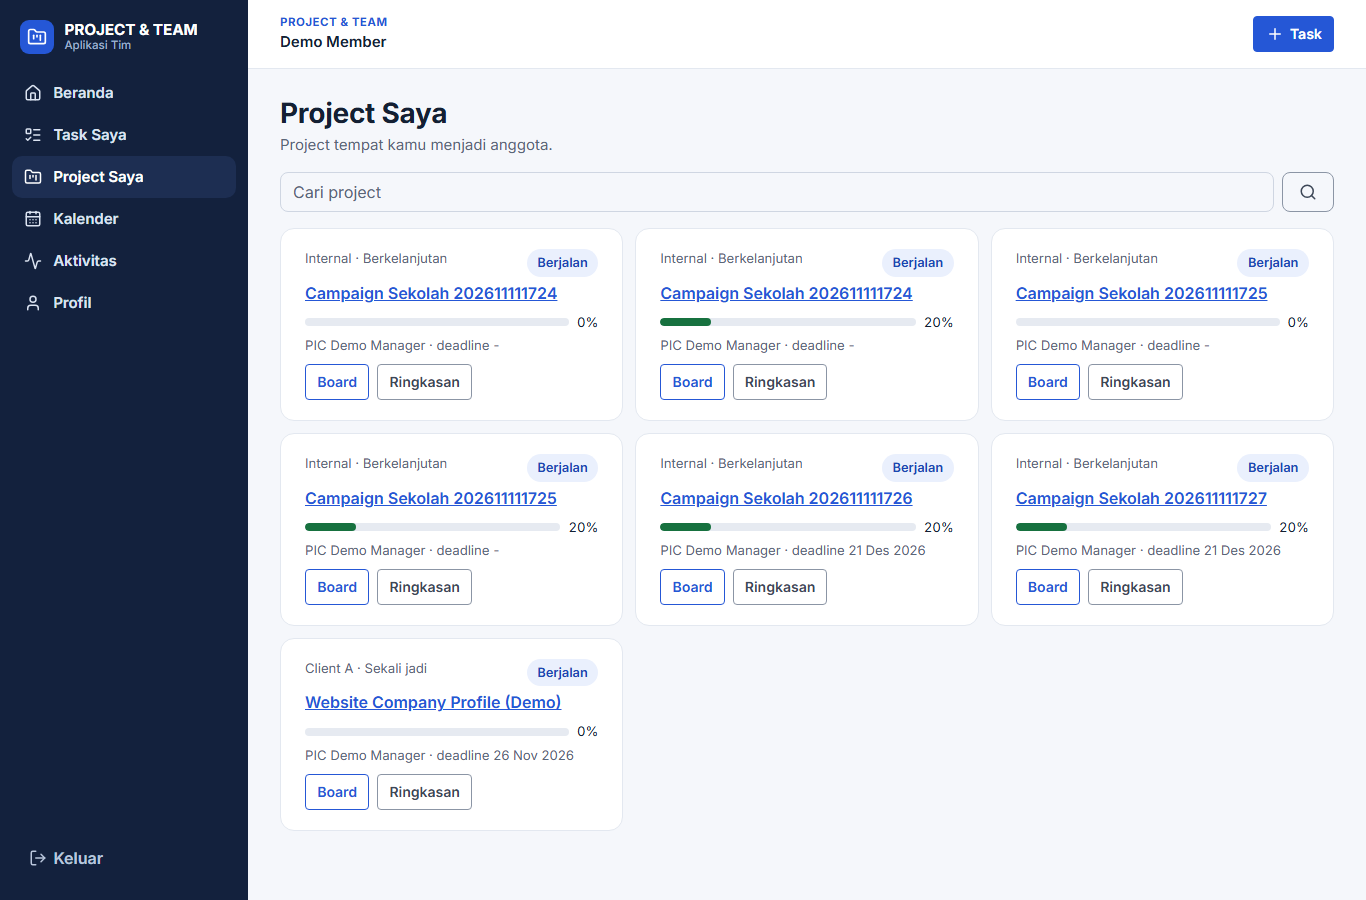 PROJECT & TEAM
Aplikasi Tim
Beranda
Task Saya
Project Saya
Kalender
Aktivitas
Profil
Keluar
PROJECT & TEAM
Demo Member
Task
Project Saya
Project tempat kamu menjadi anggota.
Cari project
Internal · Berkelanjutan
Berjalan
Campaign Sekolah 202611111724
0%
PIC Demo Manager · deadline -
Board
Ringkasan
Internal · Berkelanjutan
Berjalan
Campaign Sekolah 202611111724
20%
PIC Demo Manager · deadline -
Board
Ringkasan
Internal · Berkelanjutan
Berjalan
Campaign Sekolah 202611111725
0%
PIC Demo Manager · deadline -
Board
Ringkasan
Internal · Berkelanjutan
Berjalan
Campaign Sekolah 202611111725
20%
PIC Demo Manager · deadline -
Board
Ringkasan
Internal · Berkelanjutan
Berjalan
Campaign Sekolah 202611111726
20%
PIC Demo Manager · deadline 21 Des 2026
Board
Ringkasan
Internal · Berkelanjutan
Berjalan
Campaign Sekolah 202611111727
20%
PIC Demo Manager · deadline 21 Des 2026
Board
Ringkasan
Client A · Sekali jadi
Berjalan
Website Company Profile (Demo)
0%
PIC Demo Manager · deadline 26 Nov 2026
Board
Ringkasan